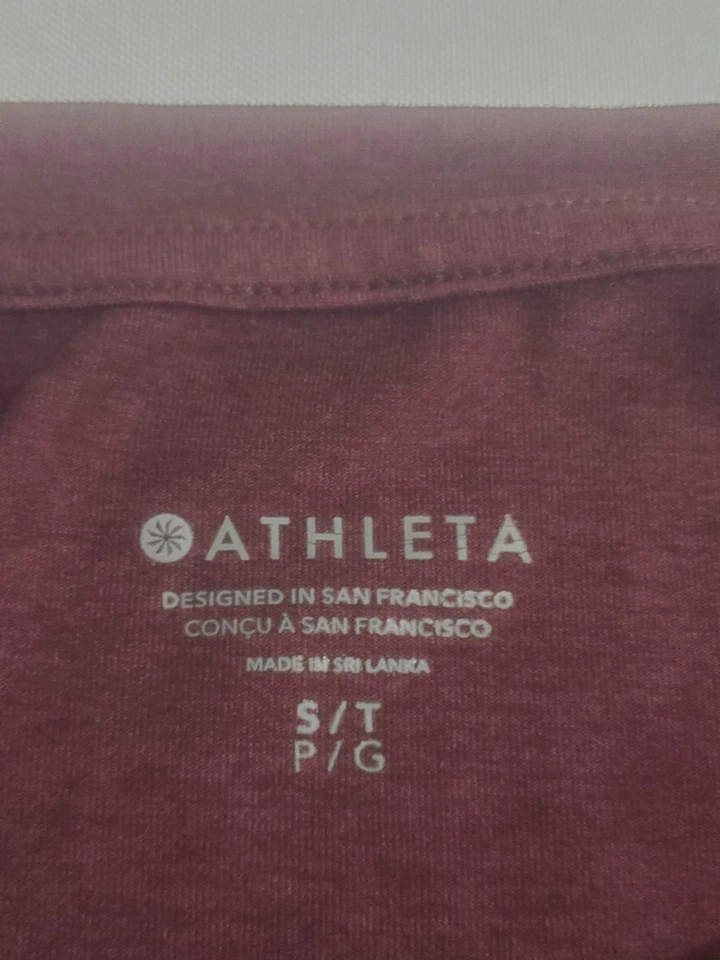 ATHLETA
DESIGNED IN SAN FRANCISCO
CONÇU À SAN FRANCISCO
MADE IN SRI LANKA
S/T
P/G